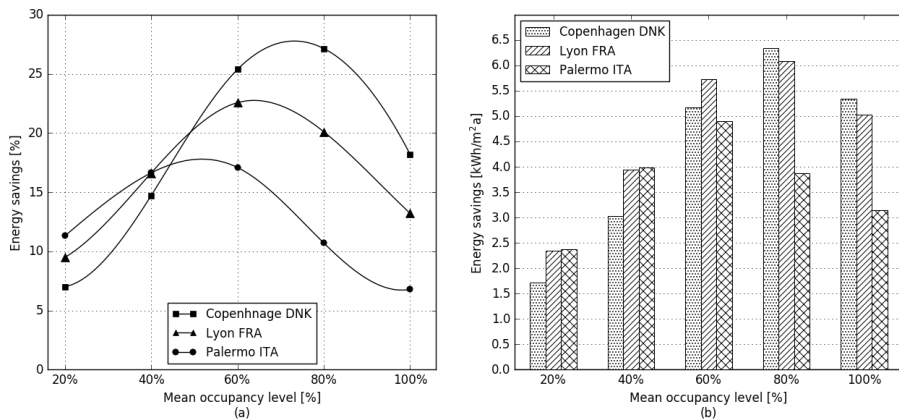 30
25
20
15
10
5
0
Energy savings [%]
Copenhnage DNK
Lyon FRA
Palermo ITA
20%
40%
60%
80%
100%
Mean occupancy level [%]
(a)
6.5
6.0
5.5
5.0
4.5
4.0
3.5
3.0
2.5
2.0
1.5
1.0
0.5
0.0
Energy savings [kWh/m²a]
Copenhagen DNK
Lyon FRA
Palermo ITA
20%
40%
60%
80%
100%
Mean occupancy level [%]
(b)